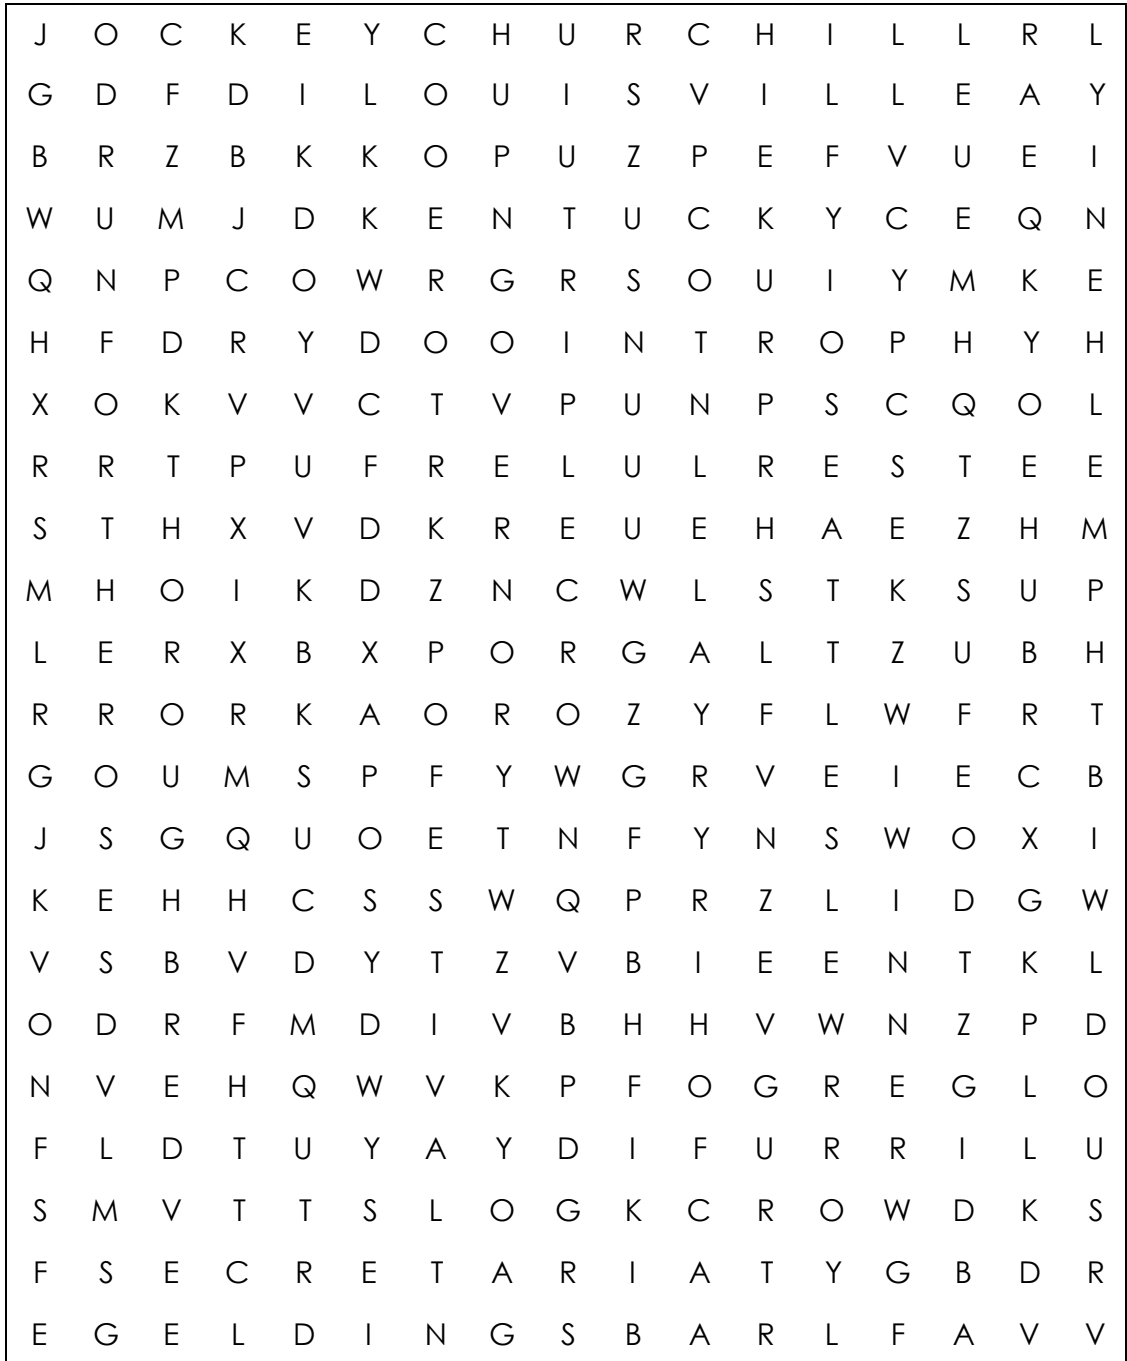 J O C K E Y C H U R C H I L L R L
G D F D I L O U I S V I L L E A Y
B R Z B K K O P U Z P E F V U E I
W U M J D K E N T U C K Y C E Q N
Q N P C O W R G R S O U I Y M K E
H F D R Y D O O I N T R O P H Y H
X O K V V C T V P U N P S C Q O L
R R T P U F R E L U L R E S T E E
S T H X V D K R E U E H A E Z H M
M H O I K D Z N C W L S T K S U P
L E R X B X P O R G A L T Z U B H
R R O R K A O R O Z Y F L W F R T
G O U M S P F Y W G R V E I E C B
J S G Q U O E T N F Y N S W O X I
K E H H C S S W Q P R Z L I D G W
V S B V D Y T Z V B I E E N T K L
O D R F M D I V B H H V W N Z P D
N V E H Q W V K P F O G R E G L O
F L D T U Y A Y D I F U R R I L U
S M V T T S L O G K C R O W D K S
F S E C R E T A R I A T Y G B D R
E G E L D I N G S B A R L F A V V